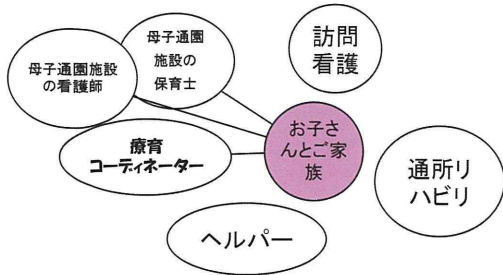 母子通園
施設の
保育士
母子通園施設
の看護師
訪問
看護
お子さ
んとご家
族
療育
コーディネーター
通所リ
ハビリ
ヘルパー